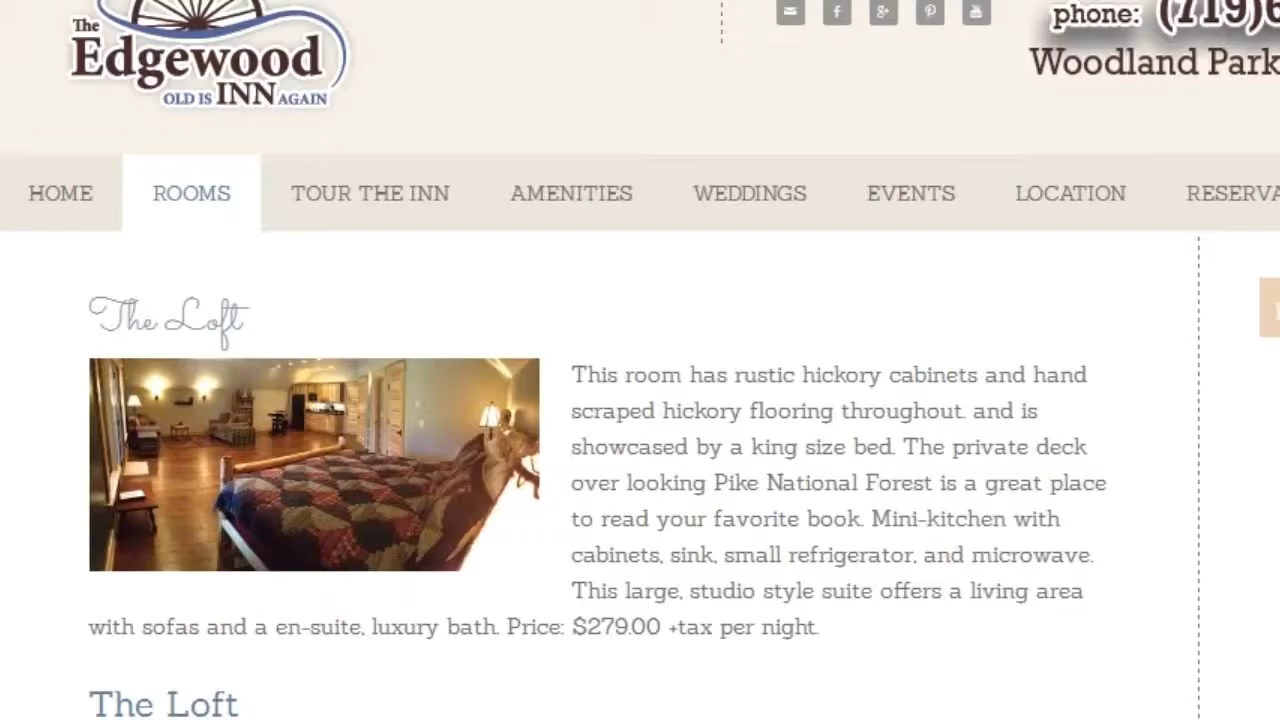 phone: (719)6
The
Edgewood
OLD IS INN AGAIN
Woodland Park
HOME ROOMS TOUR THE INN AMENITIES WEDDINGS EVENTS LOCATION RESERVA
The Loft
This room has rustic hickory cabinets and hand
scraped hickory flooring throughout. and is
showcased by a king size bed. The private deck
over looking Pike National Forest is a great place
to read your favorite book. Mini-kitchen with
cabinets, sink, small refrigerator, and microwave.
This large, studio style suite offers a living area
with sofas and a en-suite, luxury bath. Price: $279.00 +tax per night.
The Loft